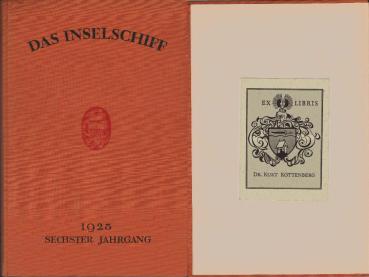 DAS INSELSCHIFF
1925
SECHSTER JAHRGANG
EX LIBRIS
DR. KURT ROTTENBERG